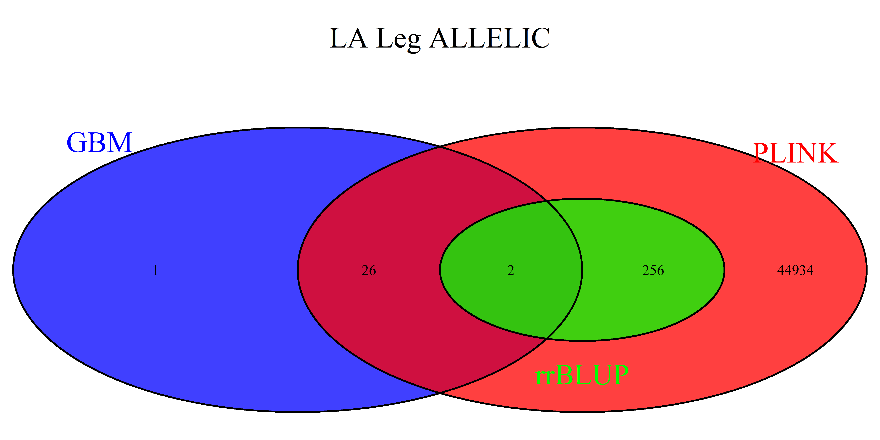 LA Leg ALLELIC
GBM
PLINK
1
26
2
256
44934
rrBLUP